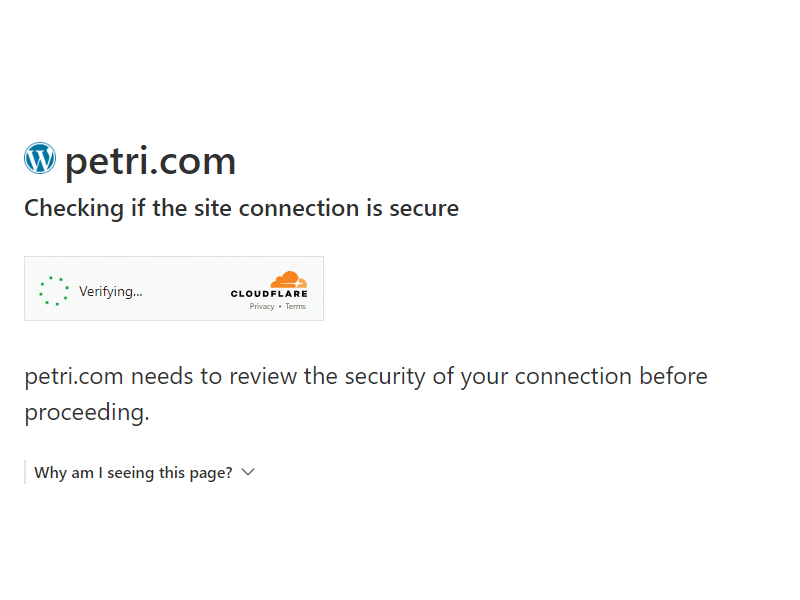 petri.com
Checking if the site connection is secure
Verifying...
CLOUDFLARE
Privacy • Terms
petri.com needs to review the security of your connection before
proceeding.
Why am I seeing this page?